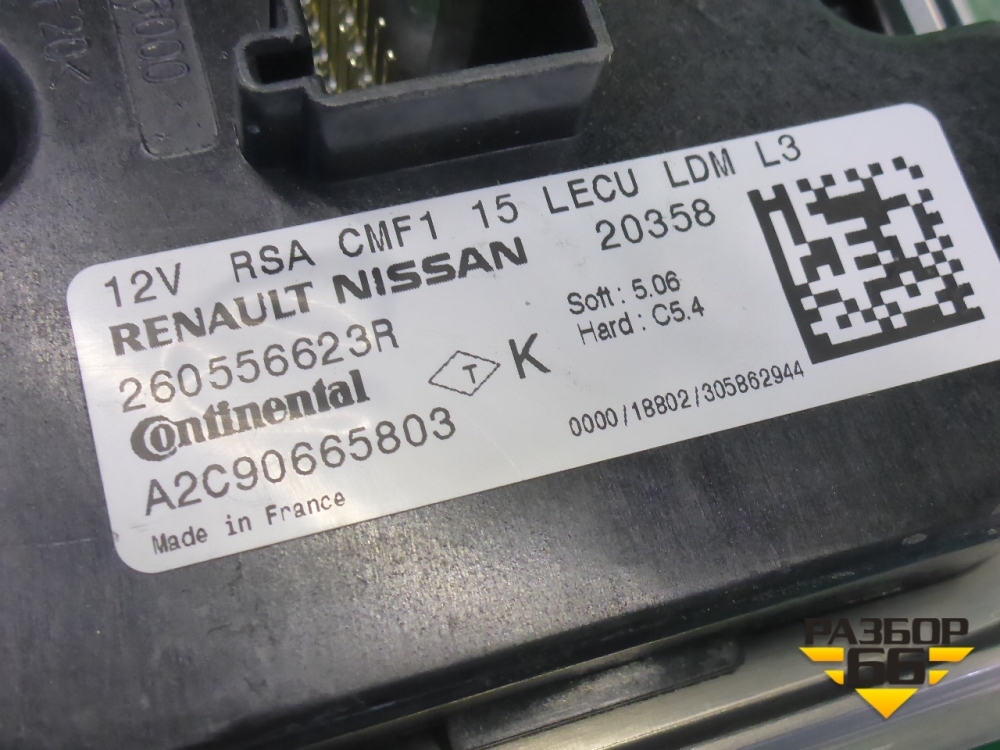 12V RSA CMF1 15 LECU LDM L3
RENAULT NISSAN 20358
260556623R
Soft : 5.06
Hard : C5.4
Continental
T K
A2C90665803
0000/18802/305862944
Made in France
РАЗБОР
66